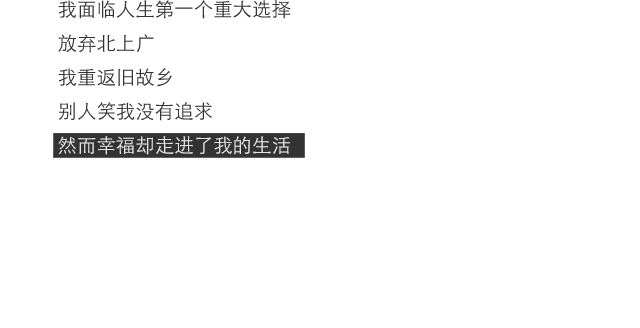 我面临人生第一个重大选择
放弃北上广
我重返旧故乡
别人笑我没有追求
然而幸福却走进了我的生活